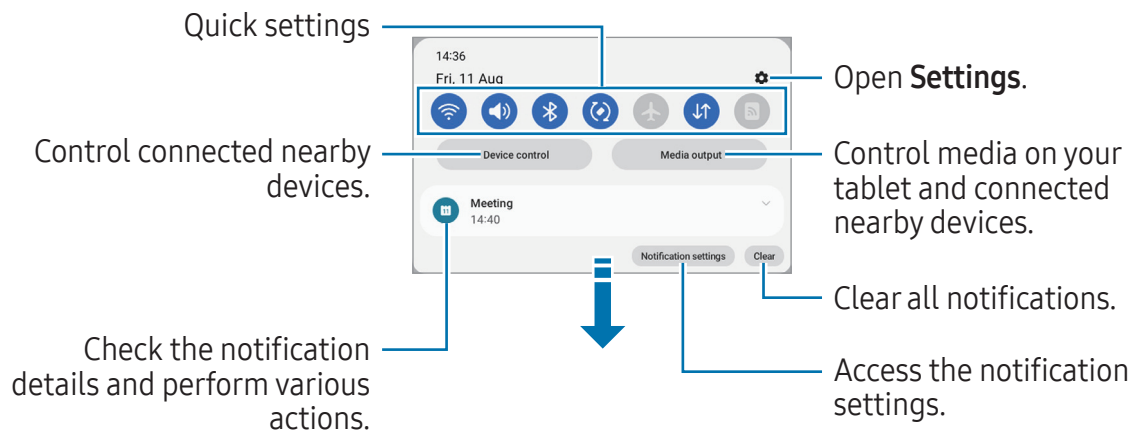 Quick settings
14:36
Fri, 11 Aug
Open Settings.
Control connected nearby
devices.
Device control
Media output
Control media on your
tablet and connected
nearby devices.
11
Meeting
14:40
Notification settings
Clear
Clear all notifications.
Check the notification
details and perform various
actions.
Access the notification
settings.